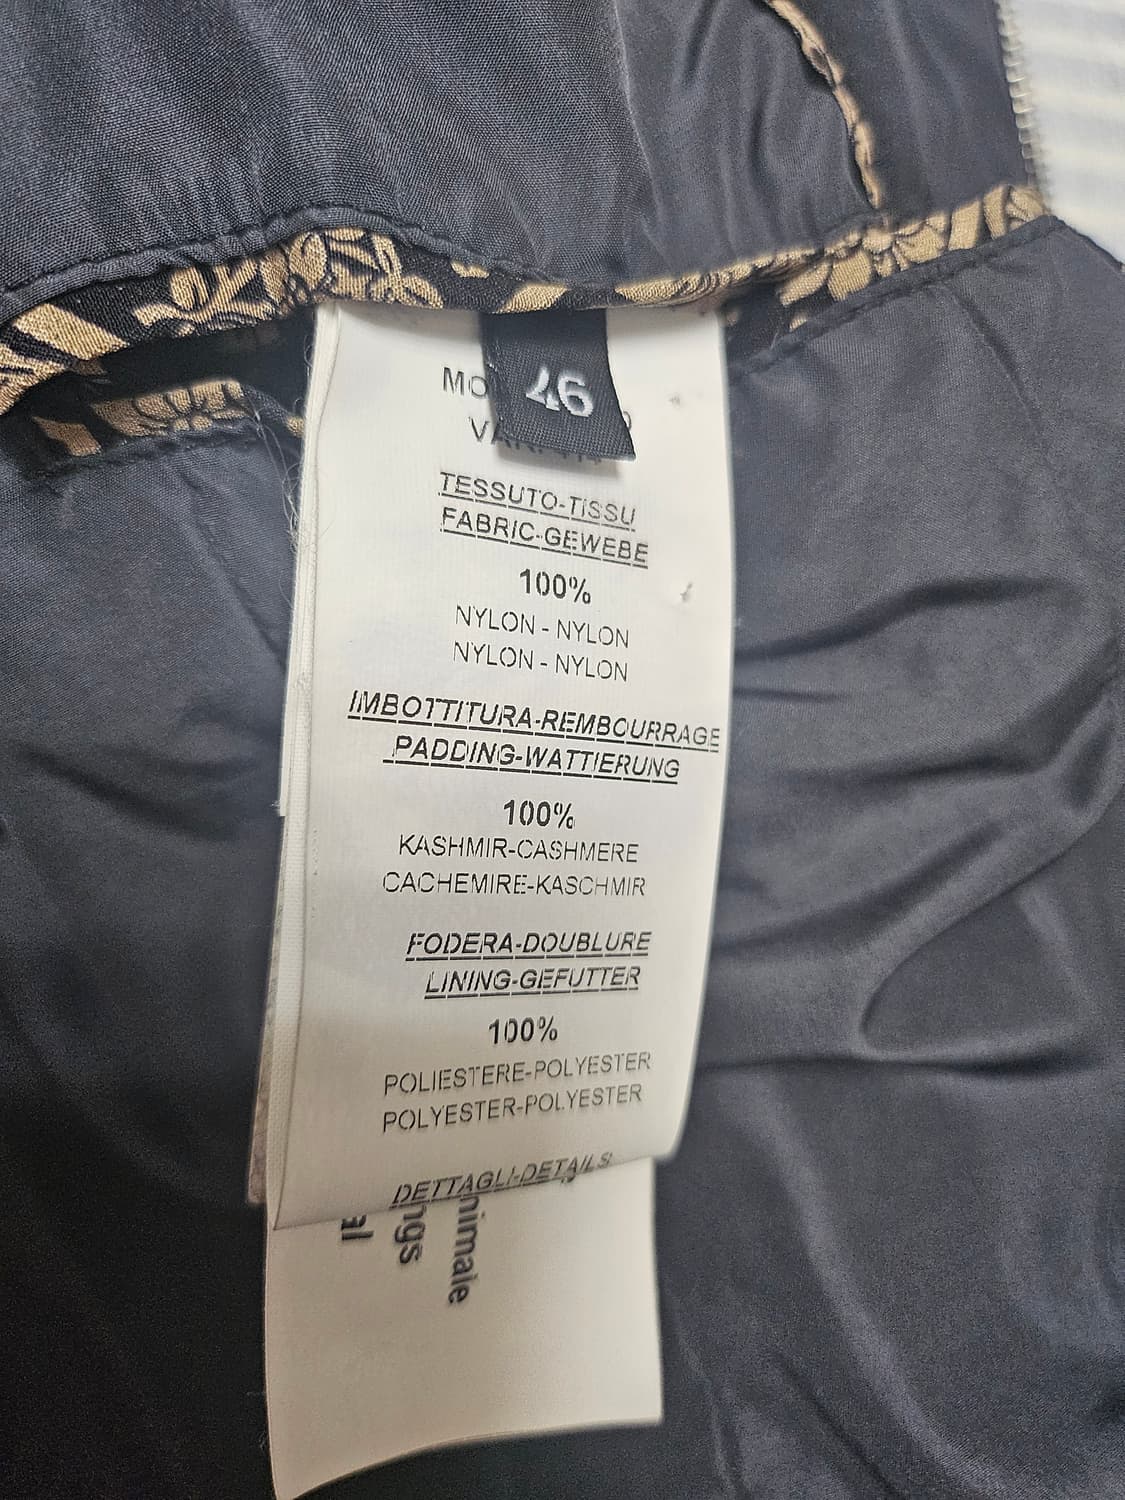 46
TESSUTO-TISSU
FABRIC-GEWEBE
100%
NYLON - NYLON
NYLON - NYLON
IMBOTTITURA-REMBOURRAGE
PADDING-WATTIERUNG
100%
KASHMIR-CASHMERE
CACHEMIRE-KASCHMIR
FODERA-DOUBLURE
LINING-GEFUTTER
100%
POLIESTERE-POLYESTER
POLYESTER-POLYESTER
DETTAGLI-DETAILS